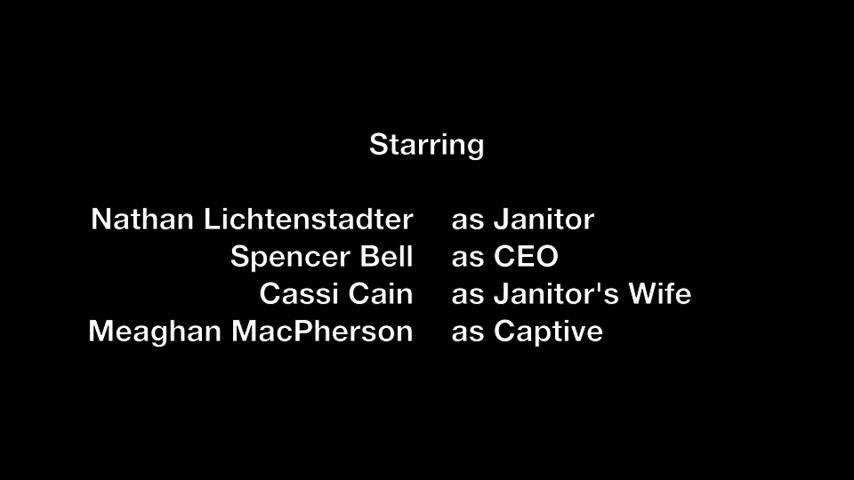 Starring
Nathan Lichtenstadter as Janitor
Spencer Bell as CEO
Cassi Cain as Janitor's Wife
Meaghan MacPherson as Captive